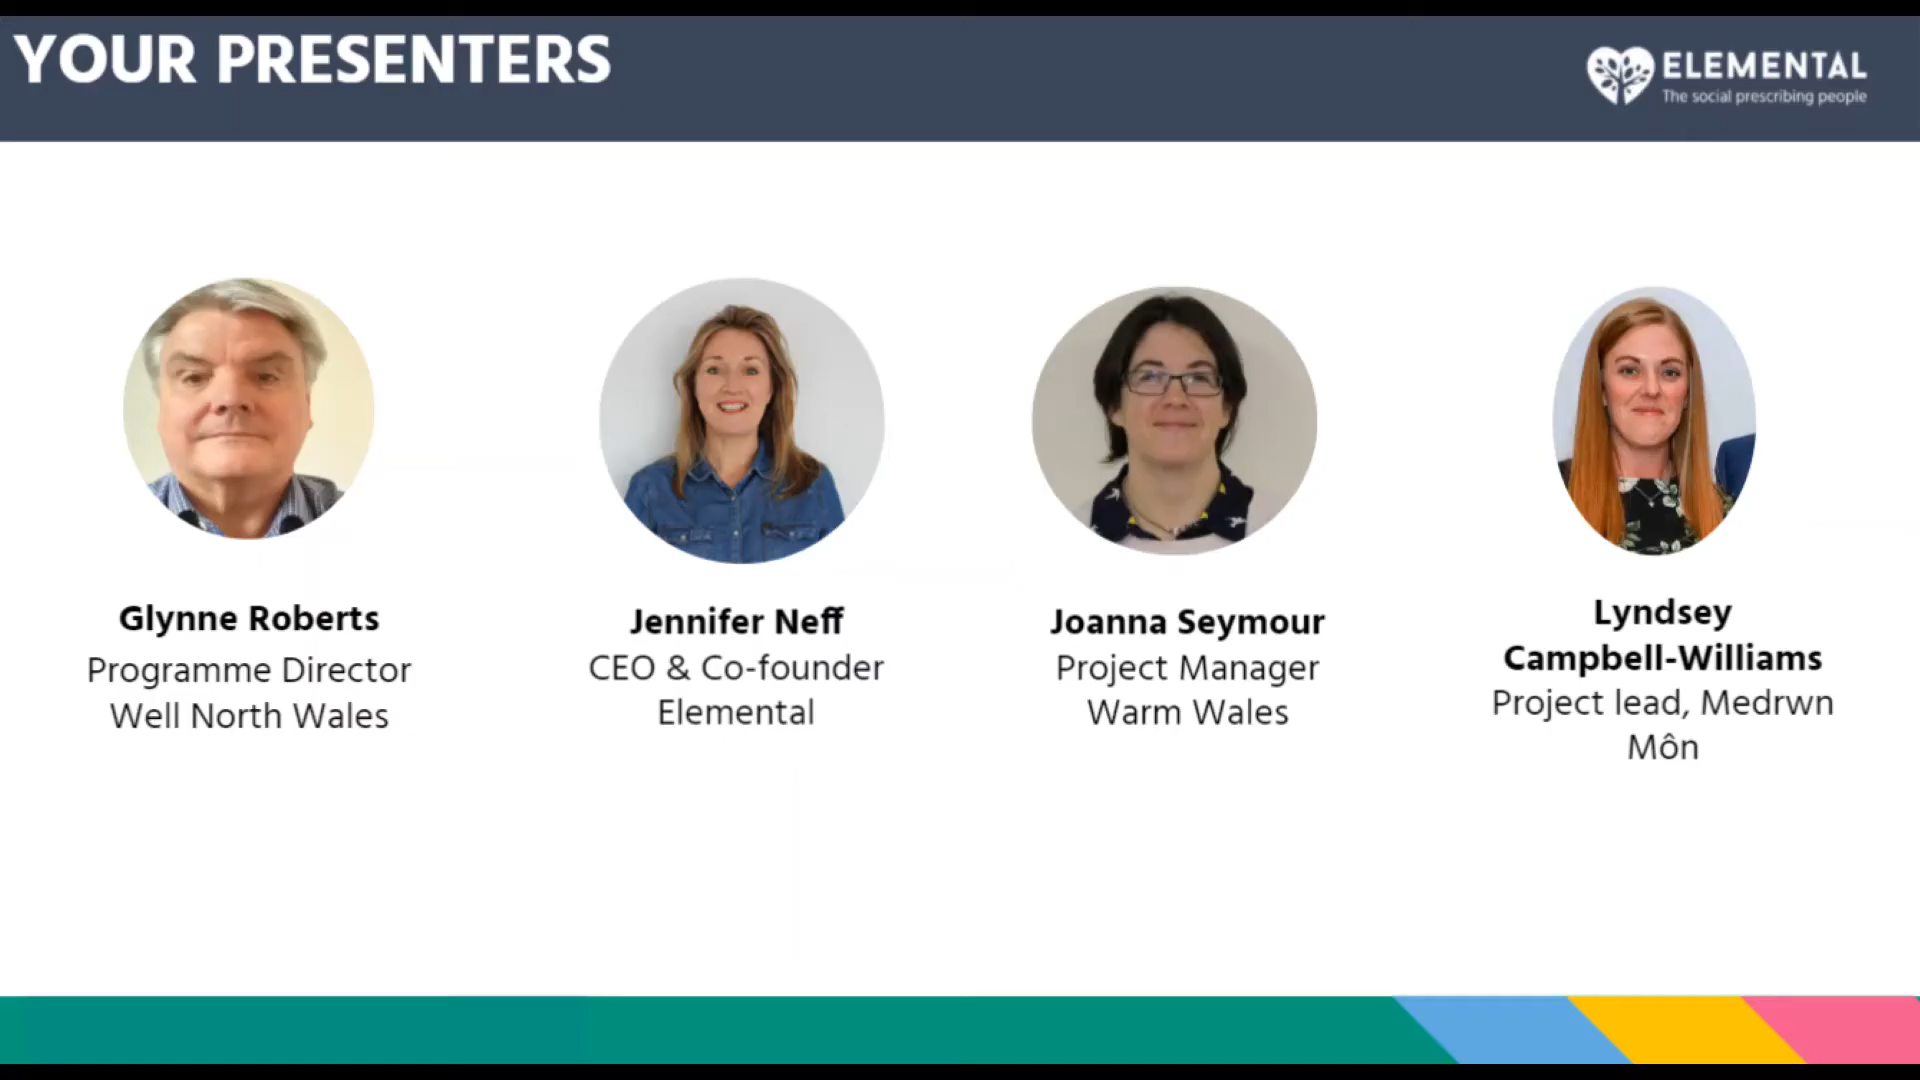 YOUR PRESENTERS
ELEMENTAL
The social prescribing people
Glynne Roberts
Programme Director
Well North Wales
Jennifer Neff
CEO & Co-founder
Elemental
Joanna Seymour
Project Manager
Warm Wales
Lyndsey
Campbell-Williams
Project lead, Medrwn
Môn